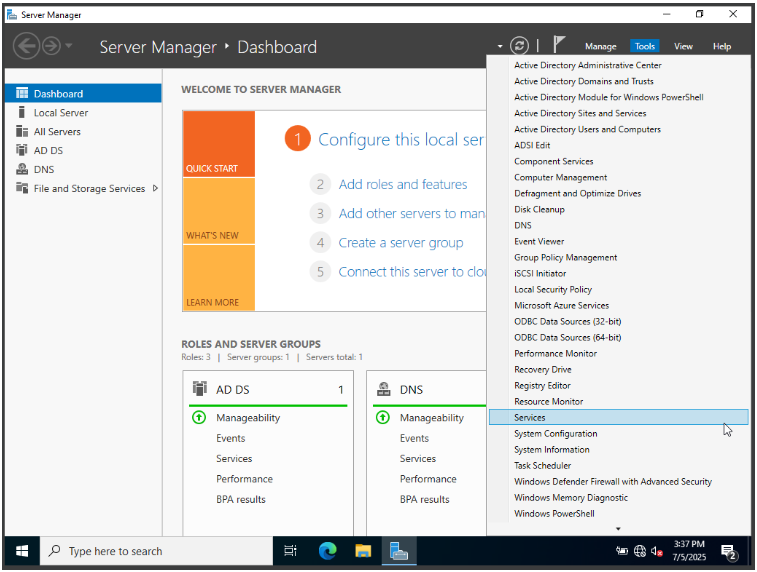 Server Manager
Server Manager • Dashboard
Manage Tools View Help
Dashboard
Local Server
All Servers
AD DS
DNS
File and Storage Services
WELCOME TO SERVER MANAGER
QUICK START
WHAT'S NEW
LEARN MORE
1 Configure this local ser
2 Add roles and features
3 Add other servers to man
4 Create a server group
5 Connect this server to clou
ROLES AND SERVER GROUPS
Roles: 3 | Server groups: 1 | Servers total: 1
AD DS 1
Manageability
Events
Services
Performance
BPA results
DNS
Manageability
Events
Services
Performance
BPA results
Active Directory Administrative Center
Active Directory Domains and Trusts
Active Directory Module for Windows PowerShell
Active Directory Sites and Services
Active Directory Users and Computers
ADSI Edit
Component Services
Computer Management
Defragment and Optimize Drives
Disk Cleanup
DNS
Event Viewer
Group Policy Management
iSCSI Initiator
Local Security Policy
Microsoft Azure Services
ODBC Data Sources (32-bit)
ODBC Data Sources (64-bit)
Performance Monitor
Recovery Drive
Registry Editor
Resource Monitor
Services
System Configuration
System Information
Task Scheduler
Windows Defender Firewall with Advanced Security
Windows Memory Diagnostic
Windows PowerShell
Type here to search
3:37 PM
7/5/2025
2